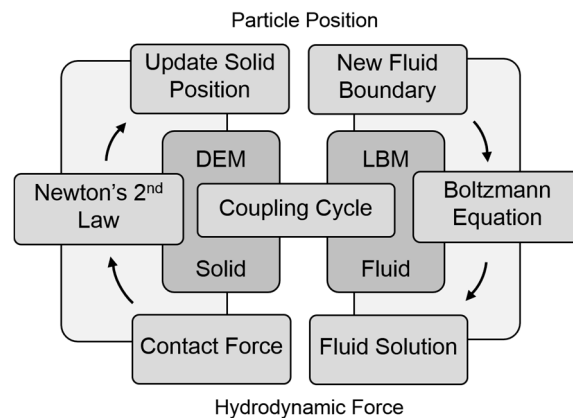 Particle Position
Update Solid
Position
New Fluid
Boundary
DEM
LBM
Newton's 2nd
Law
Coupling Cycle
Boltzmann
Equation
Solid
Fluid
Contact Force
Fluid Solution
Hydrodynamic Force